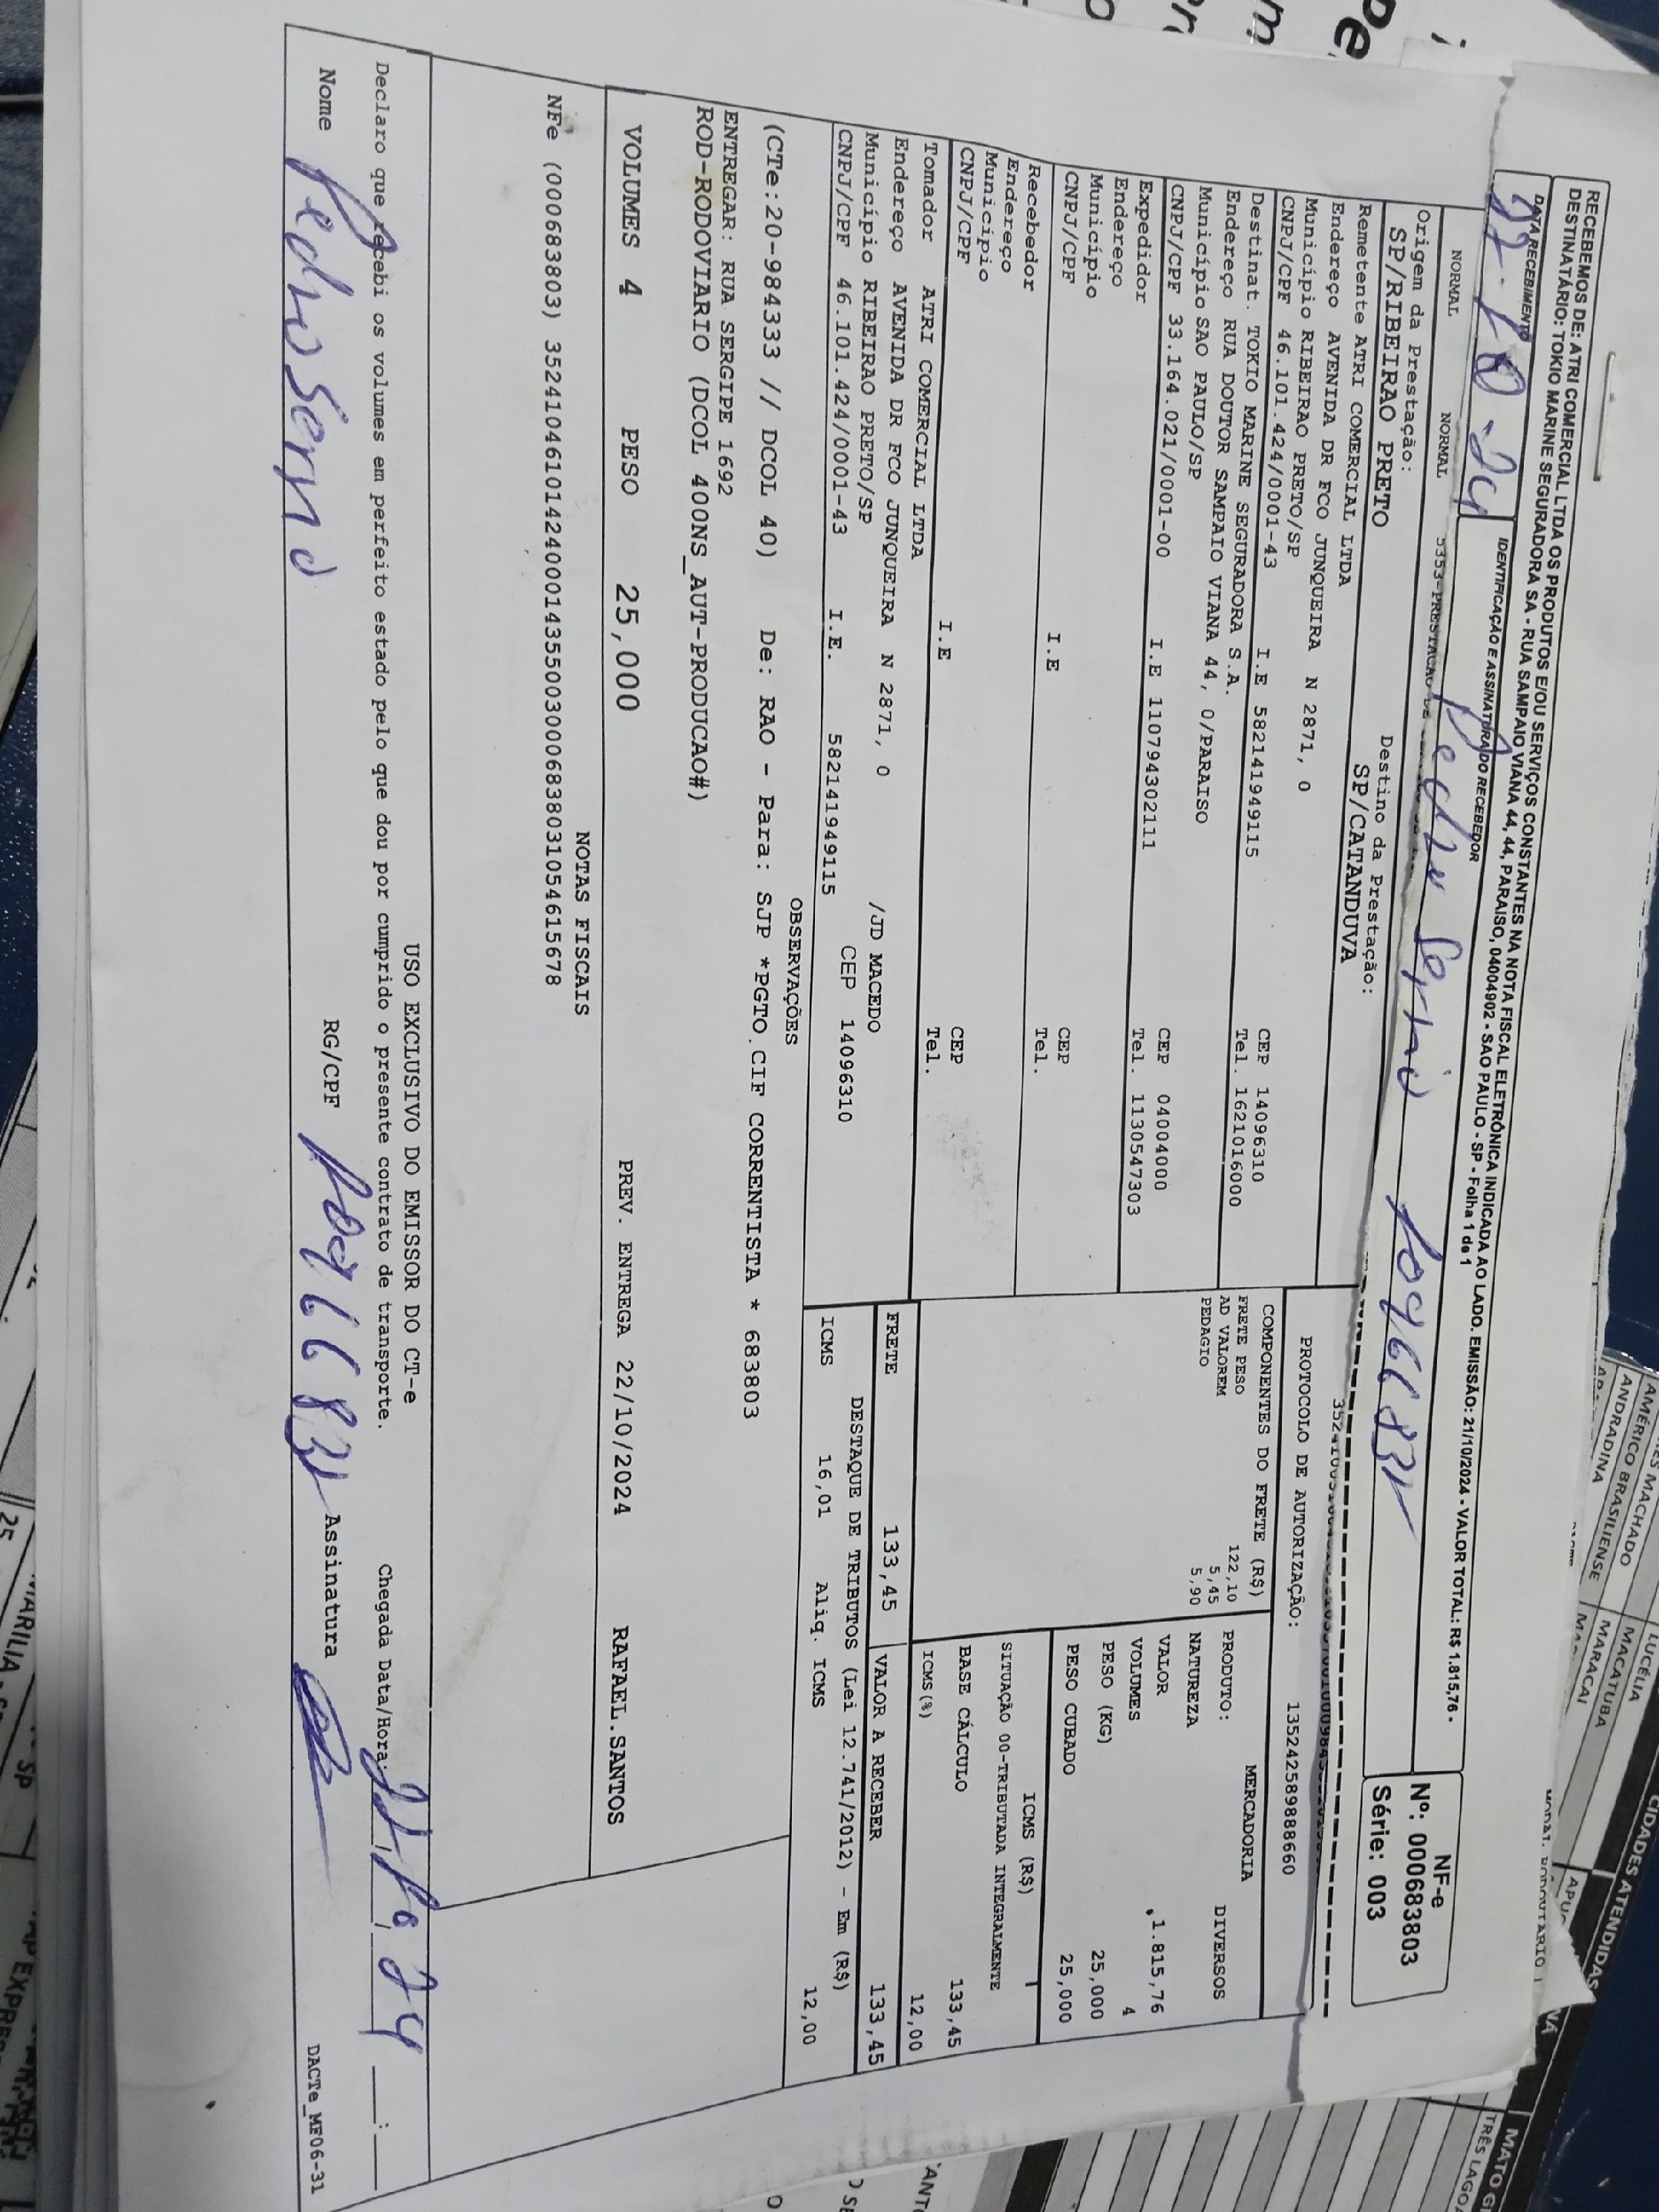 RECEBEMOS DE: ATRI COMERCIAL LTDA OS PRODUTOS E/OU SERVIÇOS CONSTANTES NA NOTA FISCAL ELETRÔNICA INDICADA AO LADO. EMISSÃO: 21/10/2024 - VALOR TOTAL: R$ 1.815,76 -
DESTINATÁRIO: TOKIO MARINE SEGURADORA SA - RUA SAMPAIO VIANA 44, 44, PARAISO, 04004902 - SAO PAULO - SP - Folha 1 de 1
DATA RECEBIMENTO
IDENTIFICAÇÃO E ASSINATURA DO RECEBEDOR
NF-e
Nº: 000683803
Série: 003
NORMAL NORMAL 5353-PRESTACAO DE
Origem da Prestação: Destino da Prestação:
SP/RIBEIRAO PRETO SP/CATANDUVA
PROTOCOLO DE AUTORIZAÇÃO: 135242589888660
Remetente ATRI COMERCIAL LTDA
Endereço AVENIDA DR FCO JUNQUEIRA N 2871, 0
Município RIBEIRAO PRETO/SP CEP 14096310
CNPJ/CPF 46.101.424/0001-43 I.E 582141949115 Tel. 1621016000
Destinat. TOKIO MARINE SEGURADORA S.A.
Endereço RUA DOUTOR SAMPAIO VIANA 44, 0/PARAISO
Município SAO PAULO/SP CEP 04004000
CNPJ/CPF 33.164.021/0001-00 I.E 110794302111 Tel. 1130547303
Expedidor
Endereço
Município CEP
CNPJ/CPF I.E Tel.
Recebedor
Endereço
Município CEP
CNPJ/CPF I.E Tel.
COMPONENTES DO FRETE (R$)
FRETE PESO 122,10
AD VALOREM 5,45
PEDAGIO 5,90
MERCADORIA
PRODUTO: DIVERSOS
NATUREZA
VALOR 1.815,76
VOLUMES 4
PESO (KG) 25,000
PESO CUBADO 25,000
ICMS (R$)
SITUAÇÃO 00-TRIBUTADA INTEGRALMENTE
BASE CÁLCULO 133,45
ICMS(%) 12,00
Tomador ATRI COMERCIAL LTDA
Endereço AVENIDA DR FCO JUNQUEIRA N 2871, 0 /JD MACEDO
Município RIBEIRAO PRETO/SP CEP 14096310
CNPJ/CPF 46.101.424/0001-43 I.E. 582141949115
FRETE 133,45 VALOR A RECEBER 133,45
DESTAQUE DE TRIBUTOS (Lei 12.741/2012) - Em (R$)
ICMS 16,01 Aliq. ICMS 12,00
OBSERVAÇÕES
(CTe:20-984333 // DCOL 40) De: RAO - Para: SJP *PGTO.CIF CORRENTISTA * 683803
ENTREGAR: RUA SERGIPE 1692
ROD-RODOVIARIO (DCOL 400NS_AUT-PRODUCAO#)
VOLUMES 4 PESO 25,000 PREV. ENTREGA 22/10/2024 RAFAEL.SANTOS
NOTAS FISCAIS
NFe (000683803) 35241046101424000143550030006838031054615678
USO EXCLUSIVO DO EMISSOR DO CT-e
Declaro que recebi os volumes em perfeito estado pelo que dou por cumprido o presente contrato de transporte. Chegada Data/Hora:
Nome RG/CPF Assinatura
DACTe_MF06-31
CIDADES ATENDIDAS
AMÉRICO BRASILIENSE
ANDRADINA
LUCÉLIA
MACATUBA
MARACAI